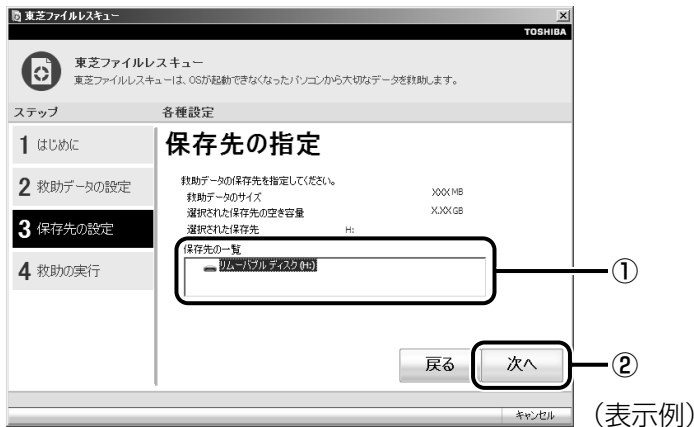 東芝ファイルレスキュー
TOSHIBA
東芝ファイルレスキュー
東芝ファイルレスキューは、OSが起動できなくなったパソコンから大切なデータを救助します。
ステップ
各種設定
1 はじめに
2 救助データの設定
3 保存先の設定
4 救助の実行
保存先の指定
救助データの保存先を指定してください。
救助データのサイズ XXX MB
選択された保存先の空き容量 X.XX GB
選択された保存先 H:
保存先の一覧
リムーバブル ディスク (H:)
①
戻る
次へ
②
キャンセル
(表示例)